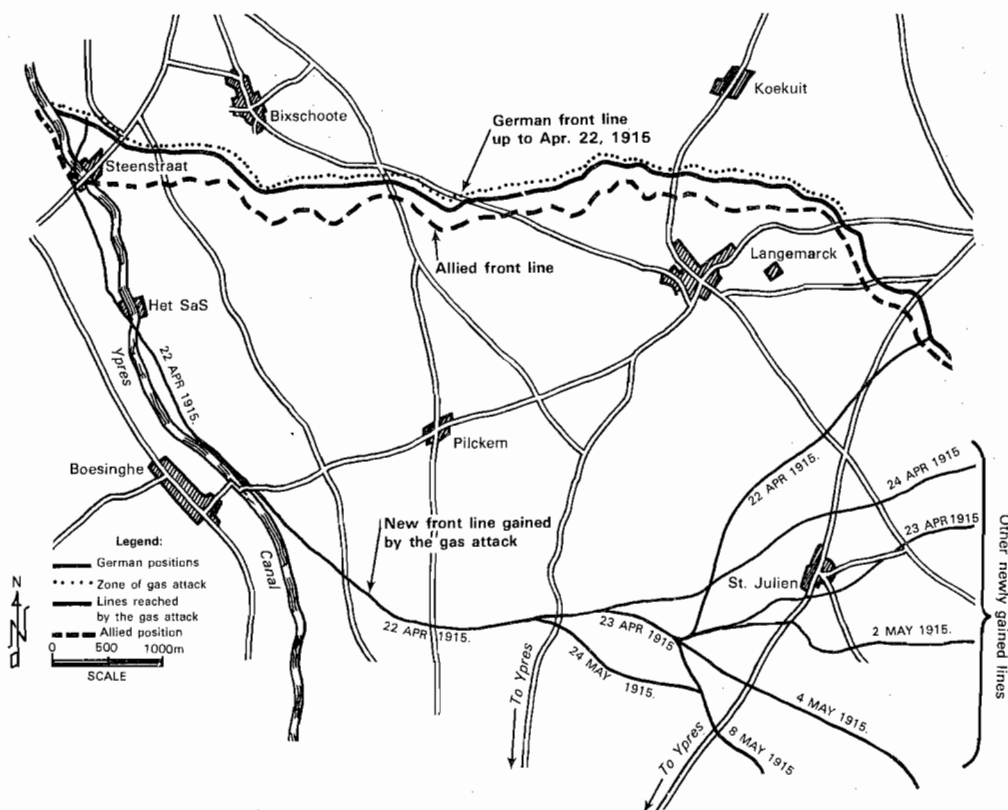 Koekuit
Bixschoote
German front line
up to Apr. 22, 1915
Steenstraat
Langemarck
Allied front line
Het SaS
Ypres
22 APR 1915.
Pilckem
Boesinghe
22 APR 1915.
24 APR 1915
23 APR 1915
New front line gained
by the gas attack
Legend:
German positions
Zone of gas attack
Lines reached
by the gas attack
Allied position
N
0 500 1000m
SCALE
Canal
St. Julien
22 APR 1915.
23 APR 1915
2 MAY 1915.
24 MAY 1915.
4 MAY 1915.
8 MAY 1915
To Ypres
To Ypres
Other newly gained lines